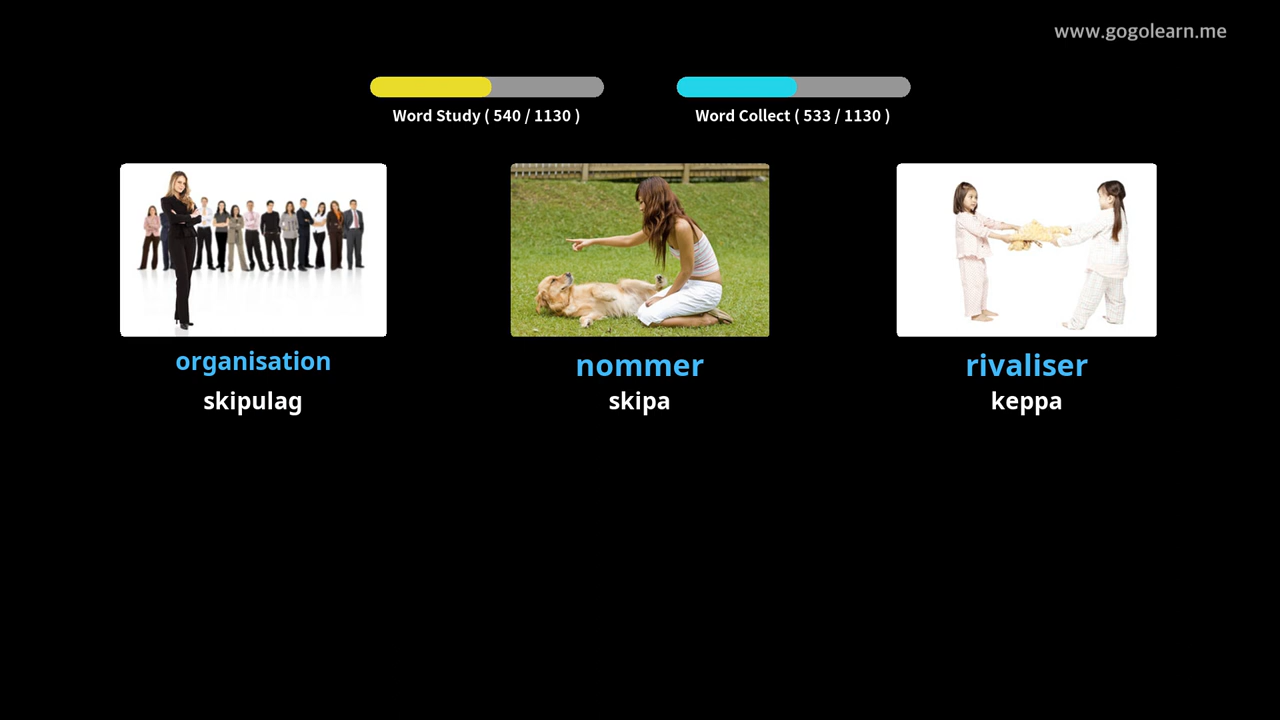 www.gogolearn.me
Word Study ( 540 / 1130 )
Word Collect ( 533 / 1130 )
organisation
skipulag
nommer
skipa
rivaliser
keppa